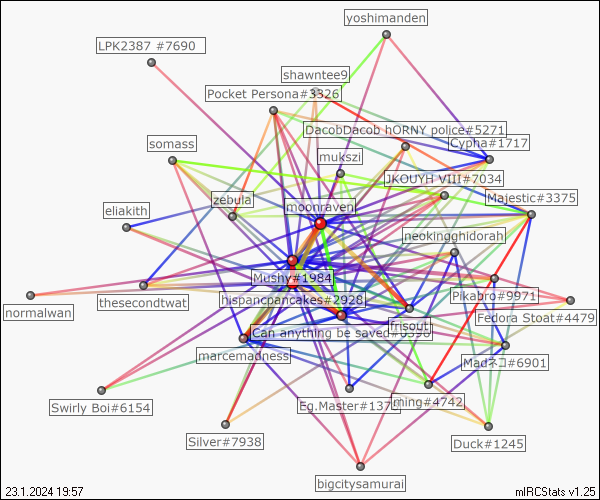 yoshimanden
LPK2387 #7690
shawntee9
Pocket Persona#3326
DacobDacob hORNY police#5271
Cypha#1717
somass
mukszi
JKOUYH VIII#7034
zebula
moonraven
Majestic#3375
eliakith
neokingghidorah
Mushy#1984
Pikabro#9971
normalwan
thesecondtwat
hispancpancakes#2928
Fedora Stoat#4479
Can anything be saved#
frisout
marcemadness
Madネコ#6901
Swirly Boi#6154
Eg.Master#137
ming#4742
Silver#7938
Duck#1245
bigcitysamurai
23.1.2024 19:57
mIRCStats v1.25